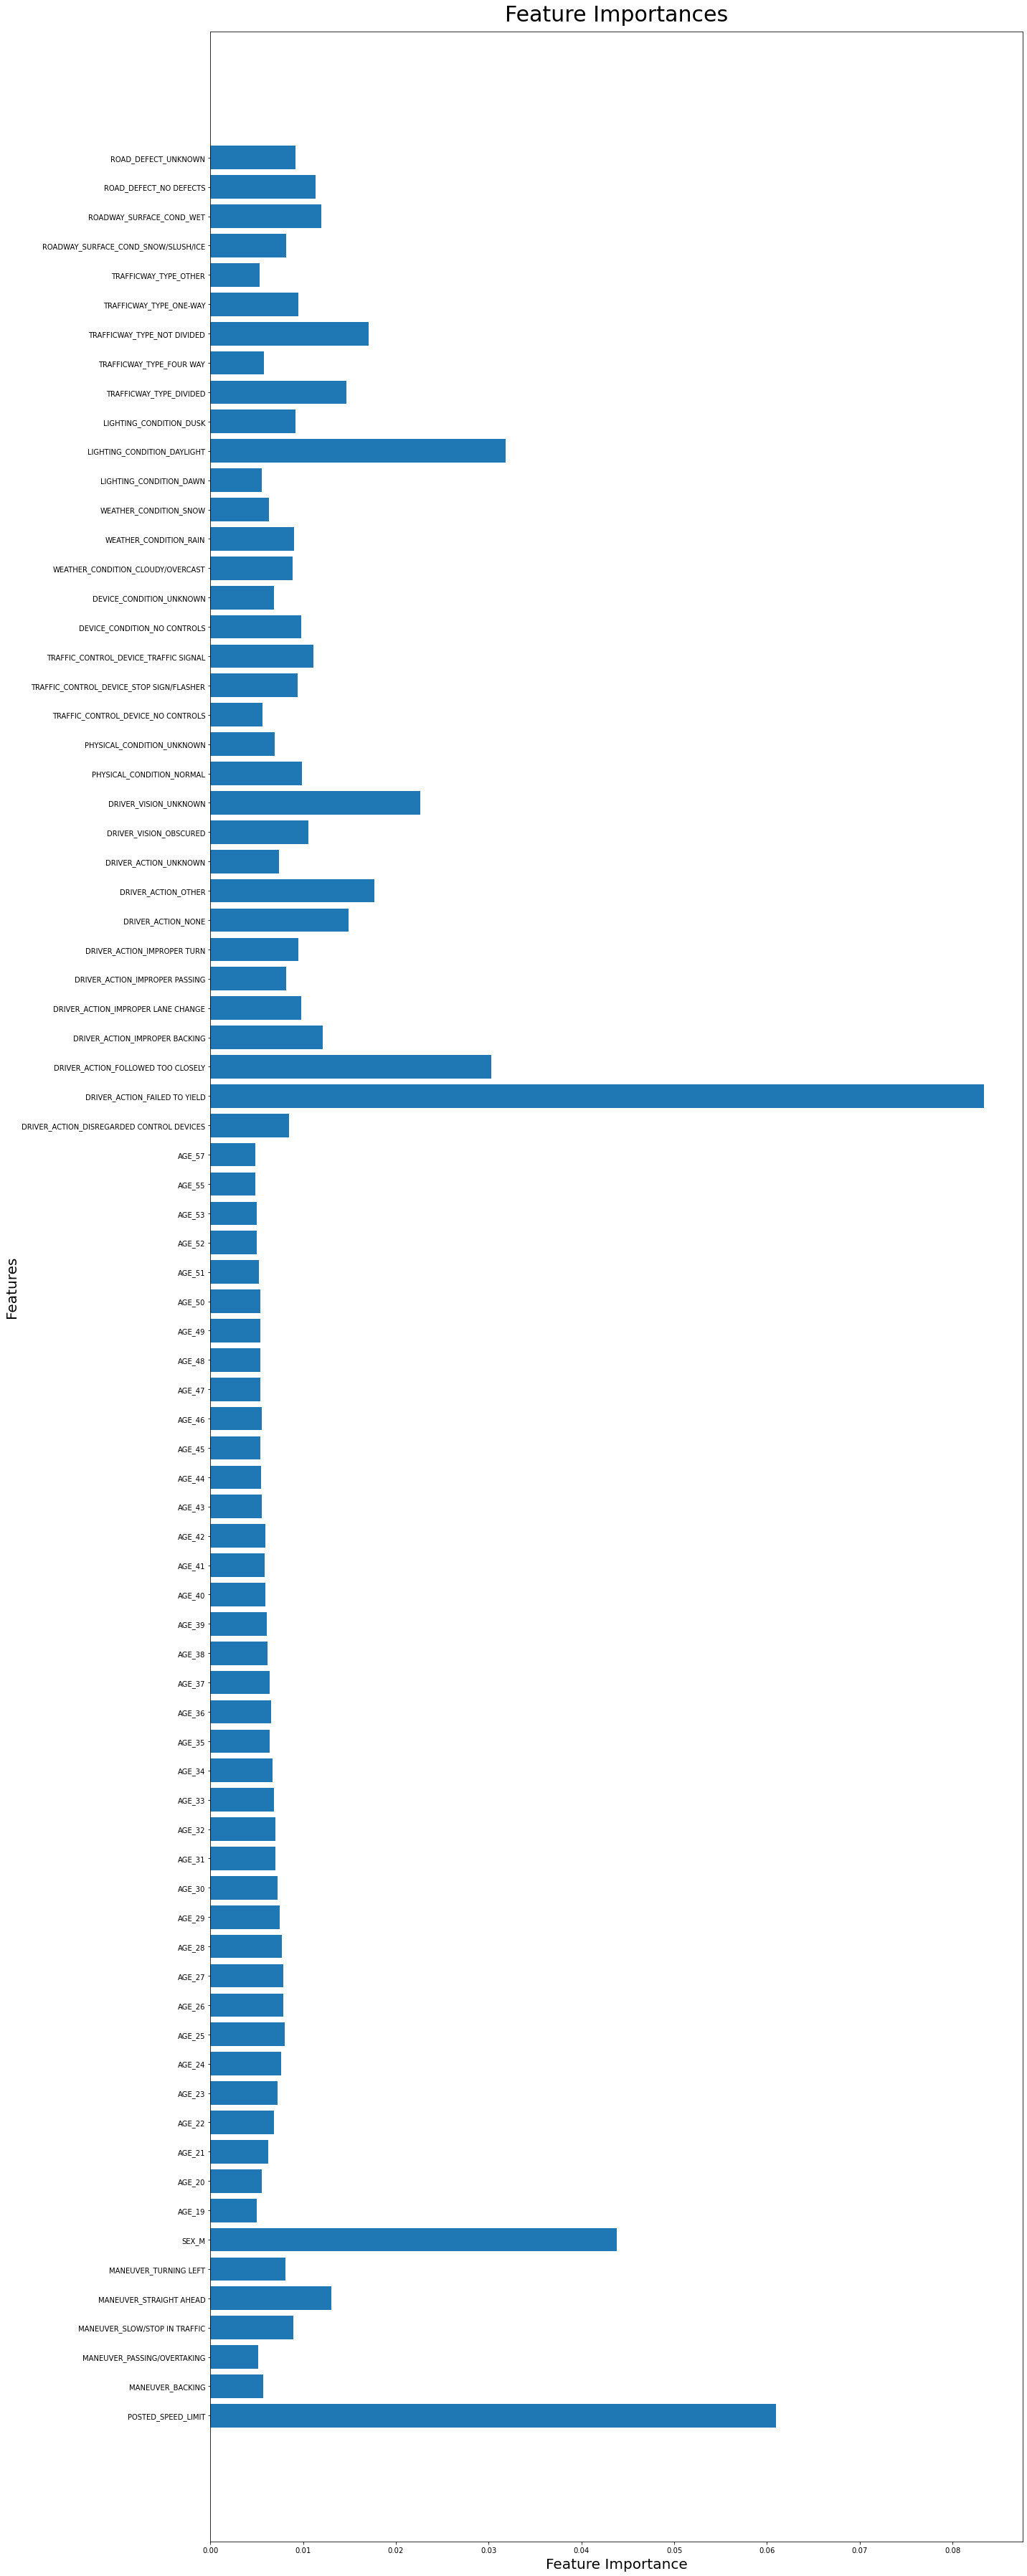 Feature Importances
ROAD_DEFECT_UNKNOWN
ROAD_DEFECT_NO DEFECTS
ROADWAY_SURFACE_COND_WET
ROADWAY_SURFACE_COND_SNOW/SLUSH/ICE
TRAFFICWAY_TYPE_OTHER
TRAFFICWAY_TYPE_ONE-WAY
TRAFFICWAY_TYPE_NOT DIVIDED
TRAFFICWAY_TYPE_FOUR WAY
TRAFFICWAY_TYPE_DIVIDED
LIGHTING_CONDITION_DUSK
LIGHTING_CONDITION_DAYLIGHT
LIGHTING_CONDITION_DAWN
WEATHER_CONDITION_SNOW
WEATHER_CONDITION_RAIN
WEATHER_CONDITION_CLOUDY/OVERCAST
DEVICE_CONDITION_UNKNOWN
DEVICE_CONDITION_NO CONTROLS
TRAFFIC_CONTROL_DEVICE_TRAFFIC SIGNAL
TRAFFIC_CONTROL_DEVICE_STOP SIGN/FLASHER
TRAFFIC_CONTROL_DEVICE_NO CONTROLS
PHYSICAL_CONDITION_UNKNOWN
PHYSICAL_CONDITION_NORMAL
DRIVER_VISION_UNKNOWN
DRIVER_VISION_OBSCURED
DRIVER_ACTION_UNKNOWN
DRIVER_ACTION_OTHER
DRIVER_ACTION_NONE
DRIVER_ACTION_IMPROPER TURN
DRIVER_ACTION_IMPROPER PASSING
DRIVER_ACTION_IMPROPER LANE CHANGE
DRIVER_ACTION_IMPROPER BACKING
DRIVER_ACTION_FOLLOWED TOO CLOSELY
DRIVER_ACTION_FAILED TO YIELD
DRIVER_ACTION_DISREGARDED CONTROL DEVICES
AGE_57
AGE_55
AGE_53
AGE_52
AGE_51
AGE_50
AGE_49
AGE_48
AGE_47
AGE_46
AGE_45
AGE_44
AGE_43
AGE_42
AGE_41
AGE_40
AGE_39
AGE_38
AGE_37
AGE_36
AGE_35
AGE_34
AGE_33
AGE_32
AGE_31
AGE_30
AGE_29
AGE_28
AGE_27
AGE_26
AGE_25
AGE_24
AGE_23
AGE_22
AGE_21
AGE_20
AGE_19
SEX_M
MANEUVER_TURNING LEFT
MANEUVER_STRAIGHT AHEAD
MANEUVER_SLOW/STOP IN TRAFFIC
MANEUVER_PASSING/OVERTAKING
MANEUVER_BACKING
POSTED_SPEED_LIMIT
Features
0.00 0.01 0.02 0.03 0.04 0.05 0.06 0.07 0.08
Feature Importance